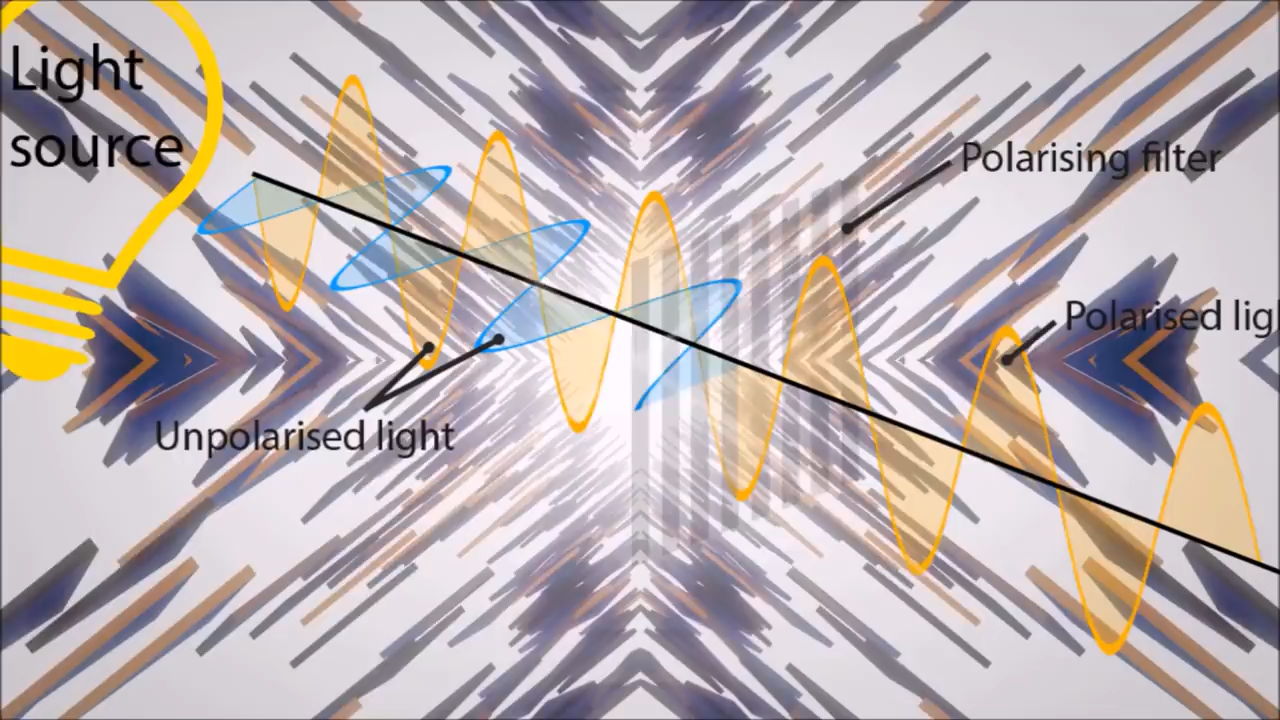 Light
source
Polarising filter
Polarised lig
Unpolarised light